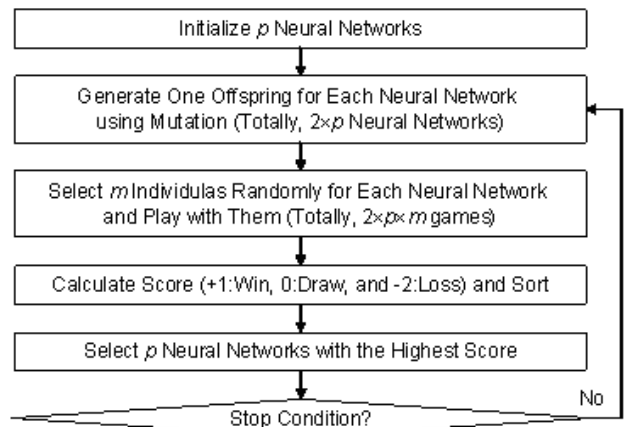 Initialize p Neural Networks
Generate One Offspring for Each Neural Network
using Mutation (Totally, 2×p Neural Networks)
Select m Individulas Randomly for Each Neural Network
and Play with Them (Totally, 2×p×m games)
Calculate Score (+1:Win, 0:Draw, and -2:Loss) and Sort
Select p Neural Networks with the Highest Score
No
Stop Condition?